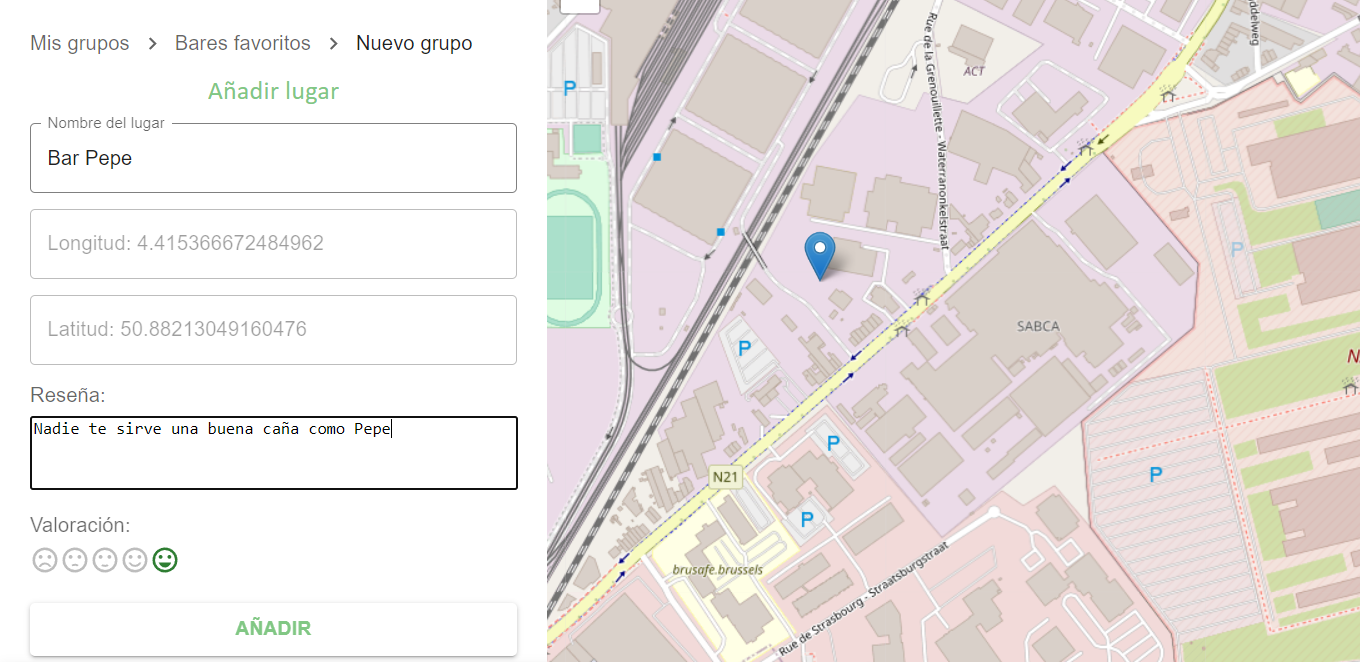 Mis grupos > Bares favoritos > Nuevo grupo
Añadir lugar
Nombre del lugar
Bar Pepe
Longitud: 4.415366672484962
Latitud: 50.88213049160476
Reseña:
Nadie te sirve una buena caña como Pepe
Valoración:
AÑADIR
P
Rue de la Grenouillette - Waterranonkelstraat
ACT
ddelweg
P
SABCA
P
N
P
P
N21
P
brusafe.brussels
Rue de Strasbourg - Straatsburgstraat